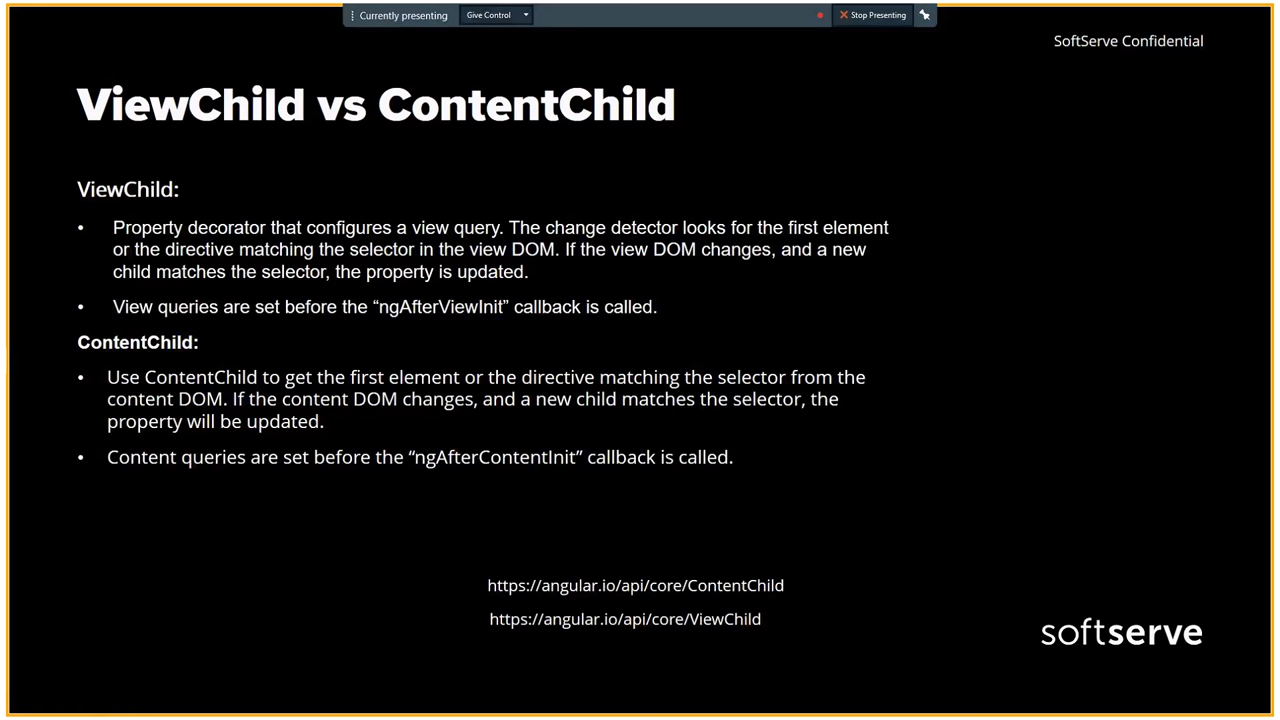 Currently presenting
Give Control
Stop Presenting
SoftServe Confidential
ViewChild vs ContentChild
ViewChild:
• Property decorator that configures a view query. The change detector looks for the first element
or the directive matching the selector in the view DOM. If the view DOM changes, and a new
child matches the selector, the property is updated.
• View queries are set before the “ngAfterViewInit” callback is called.
ContentChild:
• Use ContentChild to get the first element or the directive matching the selector from the
content DOM. If the content DOM changes, and a new child matches the selector, the
property will be updated.
• Content queries are set before the “ngAfterContentInit” callback is called.
https://angular.io/api/core/ContentChild
https://angular.io/api/core/ViewChild
softserve